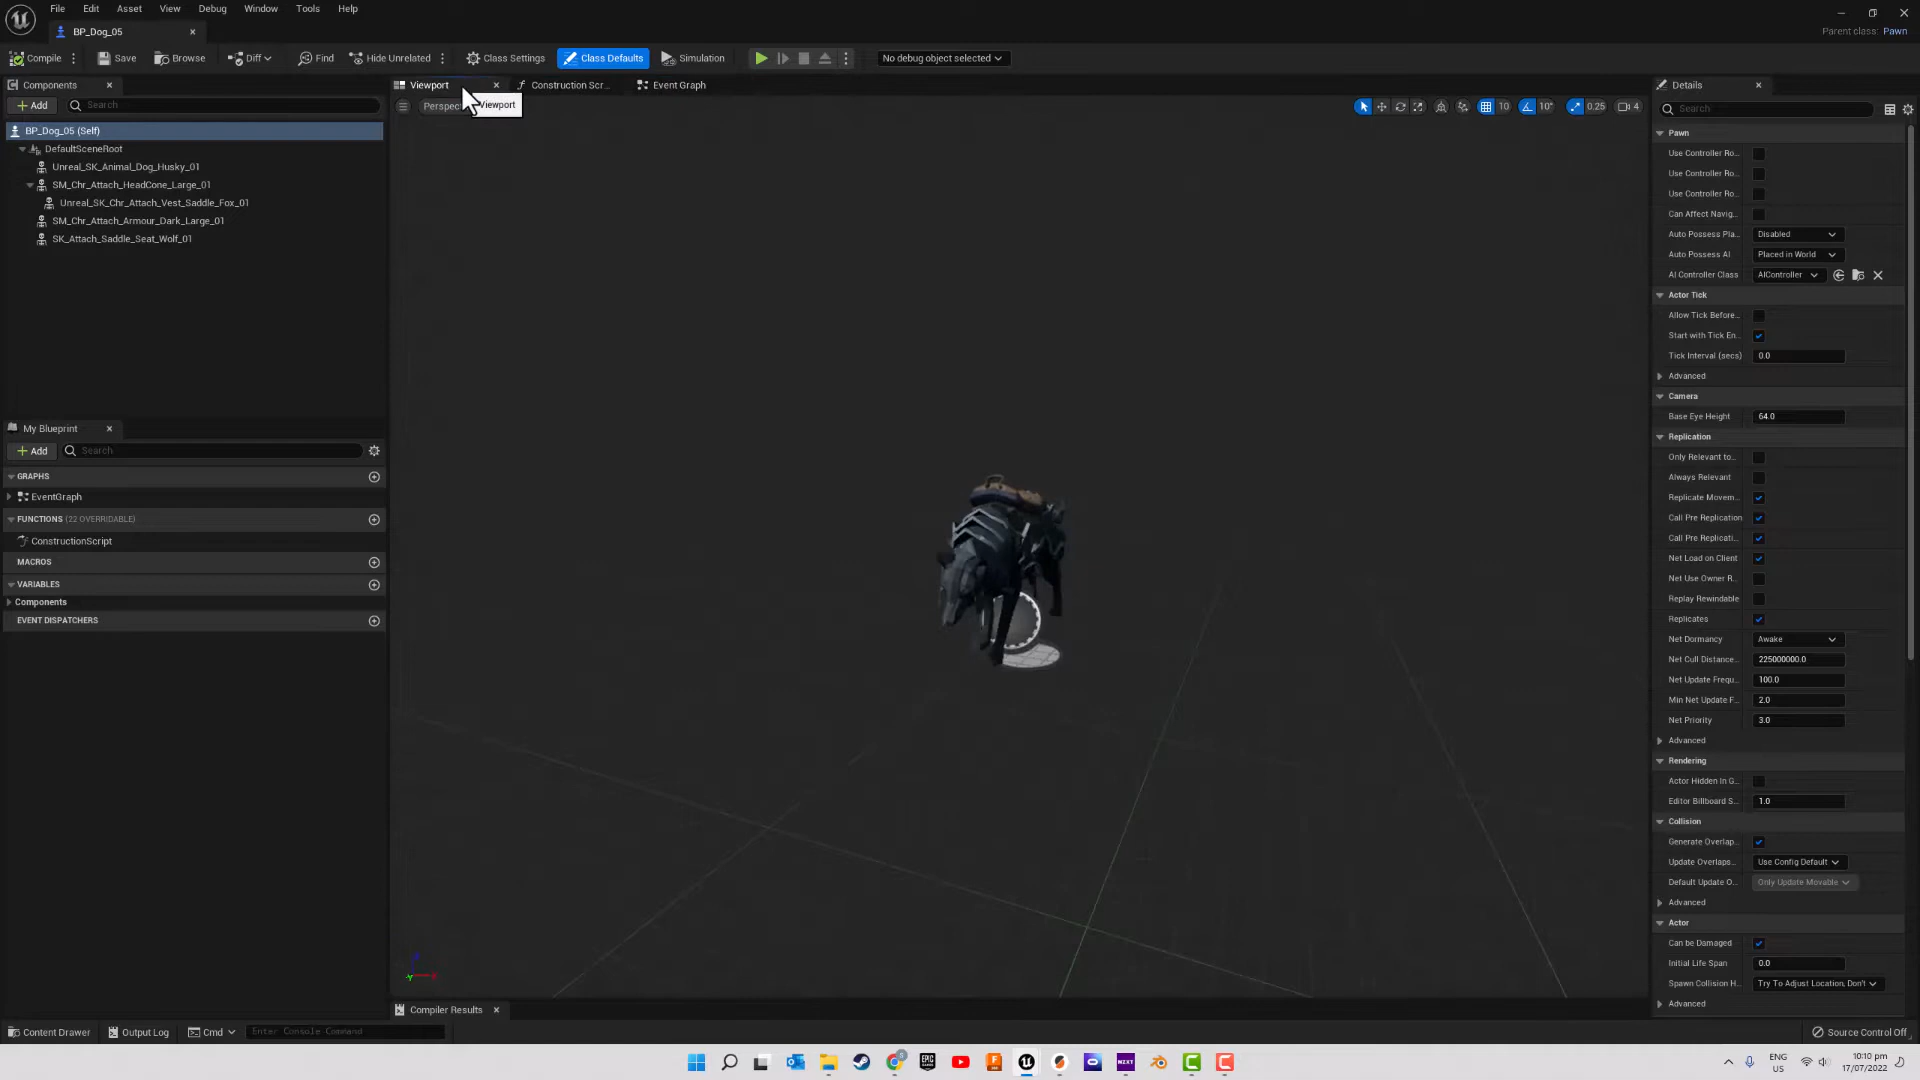 File Edit Asset View Debug Window Tools Help
BP_Dog_05
Parent class: Pawn
Compile Save Browse Diff Find Hide Unrelated Class Settings Class Defaults Simulation No debug object selected
Components
Add Search
BP_Dog_05 (Self)
DefaultSceneRoot
Unreal_SK_Animal_Dog_Husky_01
SM_Chr_Attach_HeadCone_Large_01
Unreal_SK_Chr_Attach_Vest_Saddle_Fox_01
SM_Chr_Attach_Armour_Dark_Large_01
SK_Attach_Saddle_Seat_Wolf_01
My Blueprint
Add Search
GRAPHS
EventGraph
FUNCTIONS (22 OVERRIDABLE)
ConstructionScript
MACROS
VARIABLES
Components
EVENT DISPATCHERS
Viewport Construction Scr... Event Graph
Perspec Viewport 10 10° 0.25 4
Compiler Results
Details
Search
Pawn
Use Controller Ro...
Use Controller Ro...
Use Controller Ro...
Can Affect Navig...
Auto Possess Pla... Disabled
Auto Possess AI Placed in World
AI Controller Class AIController
Actor Tick
Allow Tick Before...
Start with Tick En...
Tick Interval (secs) 0.0
Advanced
Camera
Base Eye Height 64.0
Replication
Only Relevant to...
Always Relevant
Replicate Movem...
Call Pre Replication
Call Pre Replicati...
Net Load on Client
Net Use Owner R...
Replay Rewindable
Replicates
Net Dormancy Awake
Net Cull Distance... 225000000.0
Net Update Frequ... 100.0
Min Net Update F... 2.0
Net Priority 3.0
Advanced
Rendering
Actor Hidden In G...
Editor Billboard S... 1.0
Collision
Generate Overlap...
Update Overlaps... Use Config Default
Default Update O... Only Update Movable
Advanced
Actor
Can be Damaged
Initial Life Span 0.0
Spawn Collision H... Try To Adjust Location, Don't
Advanced
Content Drawer Output Log Cmd Enter Console Command Source Control Off
ENG
US
10:10 pm
17/07/2022